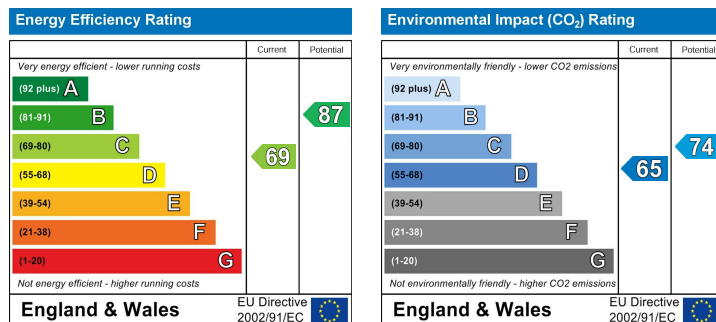 Energy Efficiency Rating
Current Potential
Very energy efficient - lower running costs
(92 plus) A
(81-91) B
87
(69-80) C
69
(55-68) D
(39-54) E
(21-38) F
(1-20) G
Not energy efficient - higher running costs
England & Wales
EU Directive
2002/91/EC
Environmental Impact (CO₂) Rating
Current Potential
Very environmentally friendly - lower CO2 emissions
(92 plus) A
(81-91) B
(69-80) C
74
(55-68) D
65
(39-54) E
(21-38) F
(1-20) G
Not environmentally friendly - higher CO2 emissions
England & Wales
EU Directive
2002/91/EC